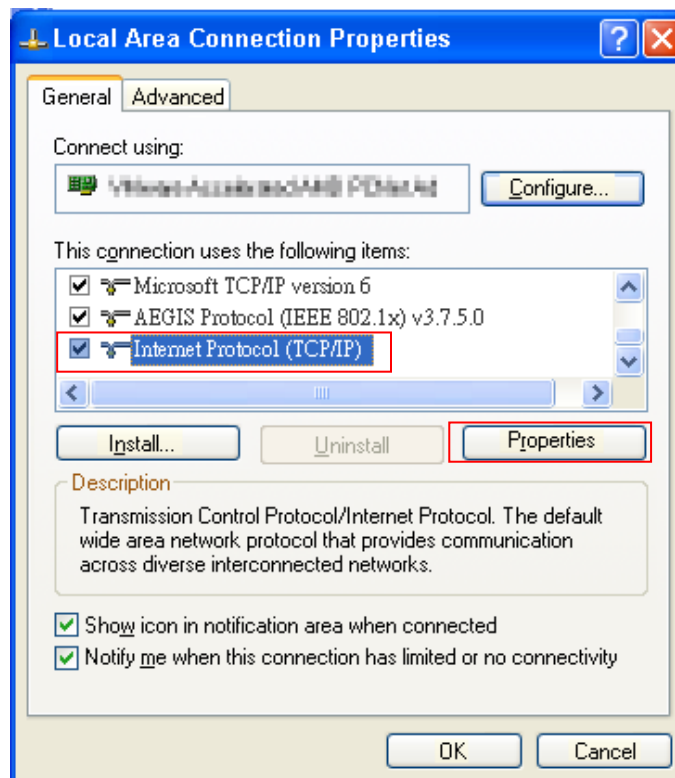 Local Area Connection Properties
General Advanced
Connect using:
Configure...
This connection uses the following items:
Microsoft TCP/IP version 6
AEGIS Protocol (IEEE 802.1x) v3.7.5.0
Internet Protocol (TCP/IP)
Install... Uninstall Properties
Description
Transmission Control Protocol/Internet Protocol. The default
wide area network protocol that provides communication
across diverse interconnected networks.
Show icon in notification area when connected
Notify me when this connection has limited or no connectivity
OK Cancel